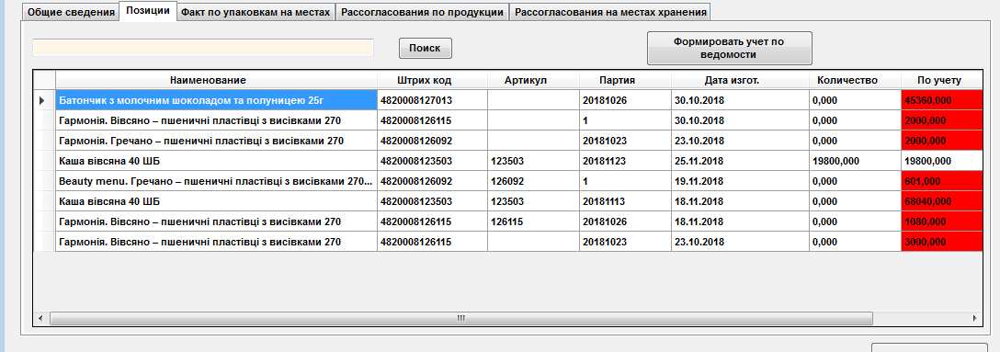 Общие сведения Позиции Факт по упаковкам на местах Рассогласования по продукции Рассогласования на местах хранения
Поиск Формировать учет по
ведомости
Наименование Штрих код Артикул Партия Дата изгот. Количество По учету
Батончик з молочним шоколадом та полуницею 25г 4820008127013 20181026 30.10.2018 0,000 45360,000
Гармонія. Вівсяно – пшеничні пластівці з висівками 270 4820008126115 1 30.10.2018 0,000 2000,000
Гармонія. Гречано – пшеничні пластівці з висівками 270 4820008126092 20181023 23.10.2018 0,000 2000,000
Каша вівсяна 40 ШБ 4820008123503 123503 20181123 25.11.2018 19800,000 19800,000
Beauty menu. Гречано – пшеничні пластівці з висівками 270... 4820008126092 126092 1 19.11.2018 0,000 601,000
Каша вівсяна 40 ШБ 4820008123503 123503 20181113 18.11.2018 0,000 68040,000
Гармонія. Вівсяно – пшеничні пластівці з висівками 270 4820008126115 126115 20181026 18.11.2018 0,000 1080,000
Гармонія. Вівсяно – пшеничні пластівці з висівками 270 4820008126115 20181023 23.10.2018 0,000 3000,000